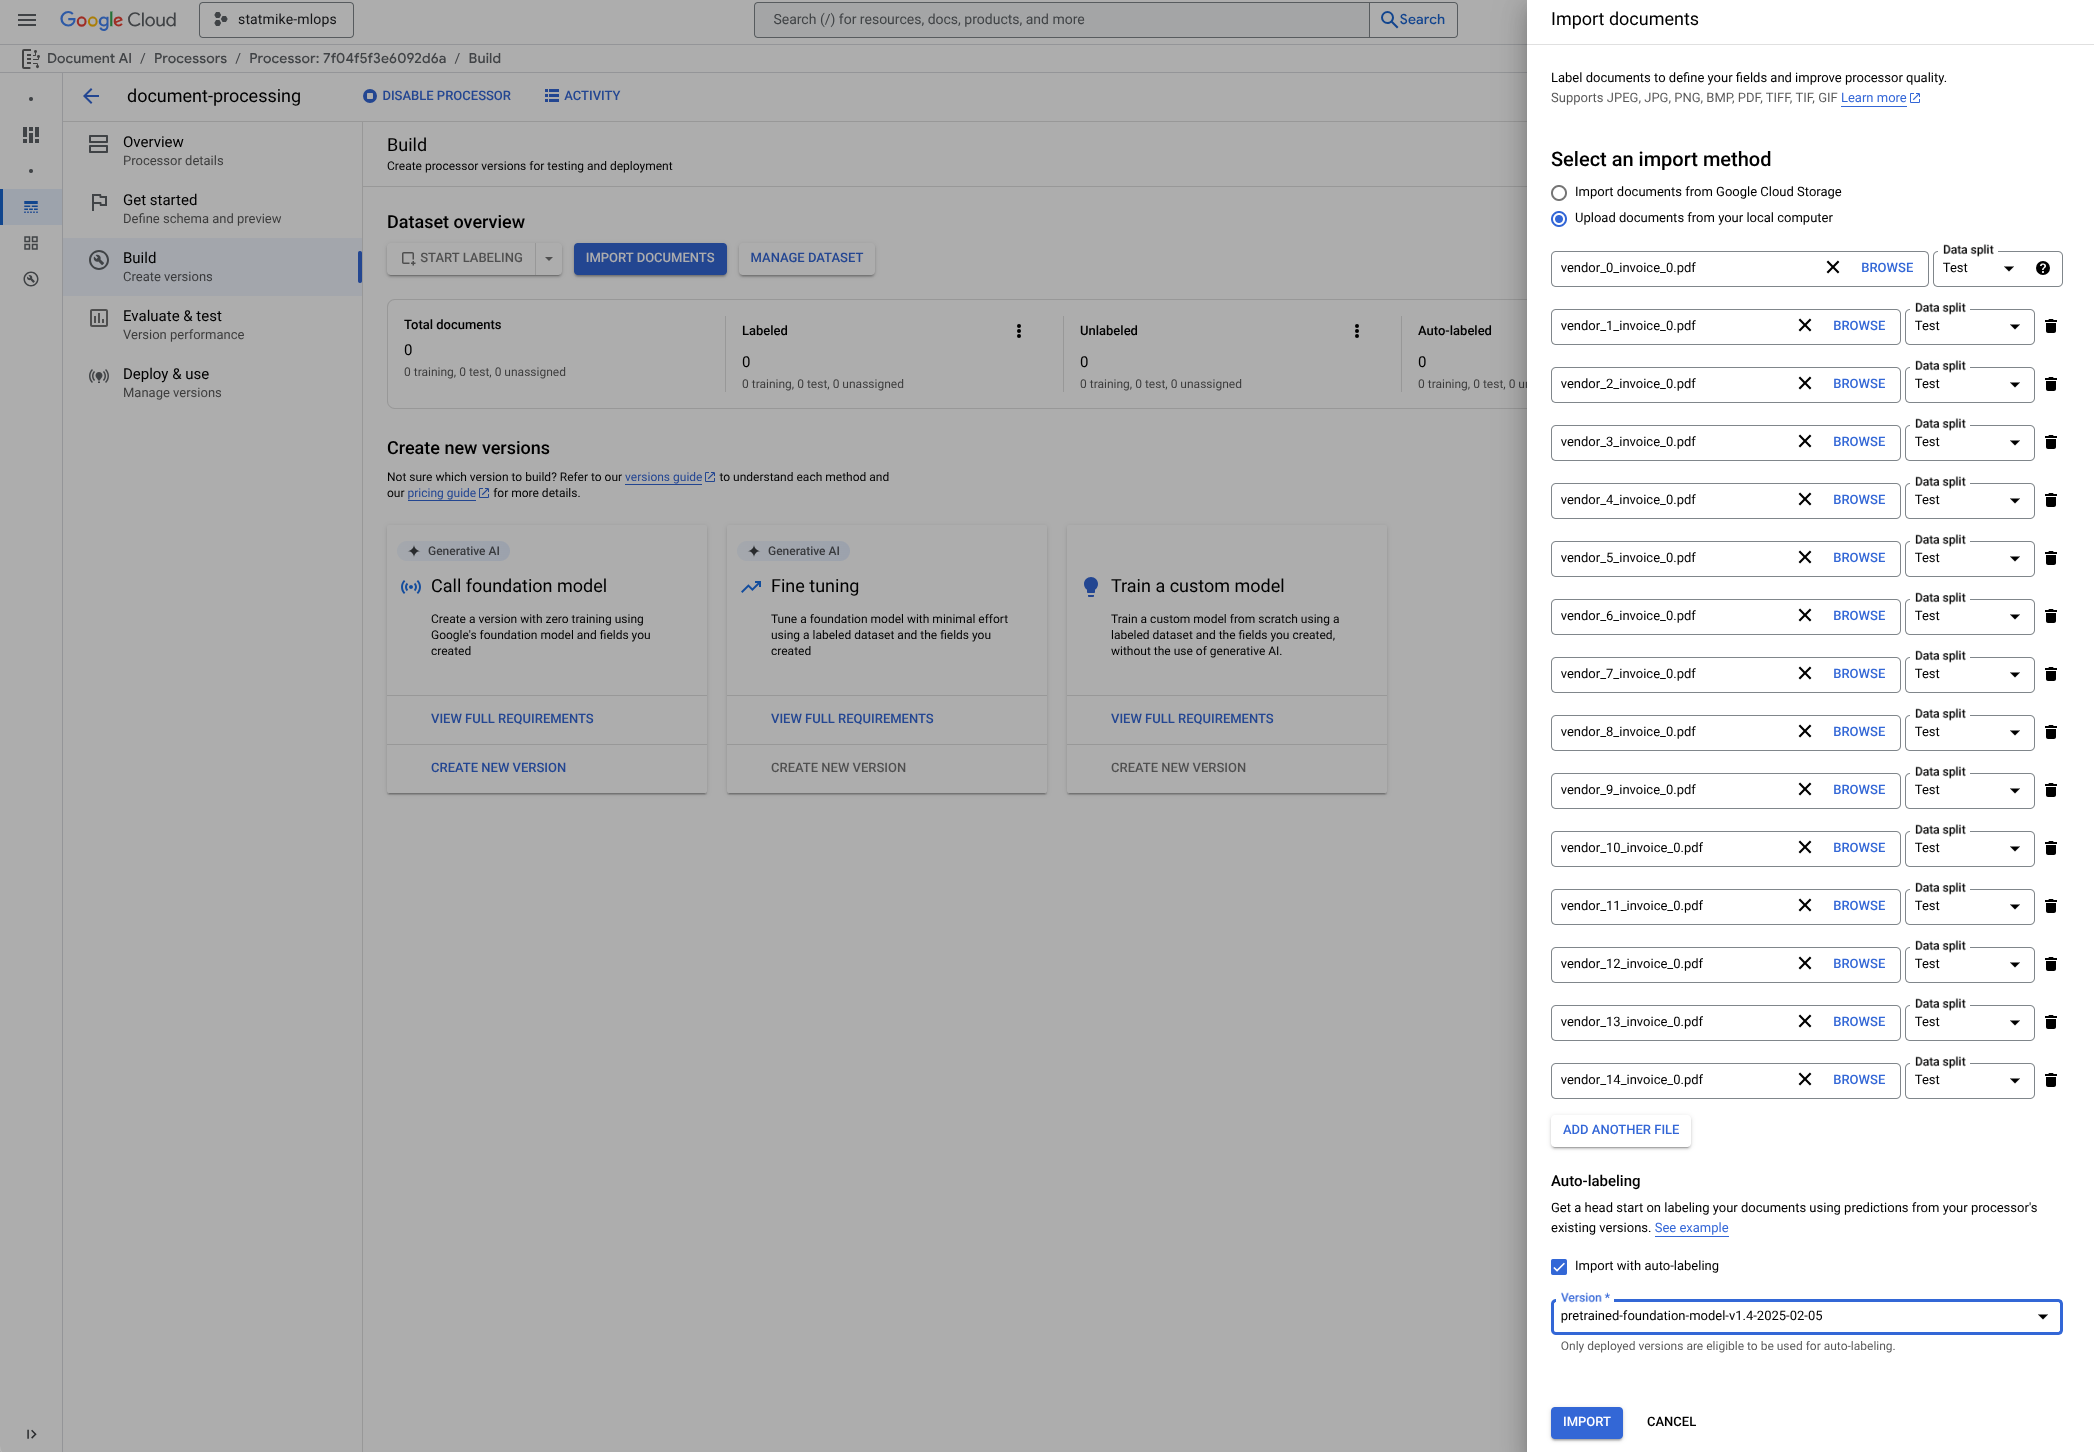 Google Cloud
statmike-mlops
Search (/) for resources, docs, products, and more
Search
Document AI / Processors / Processor: 7f04f5f3e6092d6a / Build
document-processing
DISABLE PROCESSOR
ACTIVITY
Overview
Processor details
Get started
Define schema and preview
Build
Create versions
Evaluate & test
Version performance
Deploy & use
Manage versions
Build
Create processor versions for testing and deployment
Dataset overview
START LABELING
IMPORT DOCUMENTS
MANAGE DATASET
Total documents
0
0 training, 0 test, 0 unassigned
Labeled
0
0 training, 0 test, 0 unassigned
Unlabeled
0
0 training, 0 test, 0 unassigned
Auto-labeled
0
0 training, 0 test, 0 u
Create new versions
Not sure which version to build? Refer to our versions guide to understand each method and
our pricing guide for more details.
Generative AI
Call foundation model
Create a version with zero training using
Google's foundation model and fields you
created
VIEW FULL REQUIREMENTS
CREATE NEW VERSION
Generative AI
Fine tuning
Tune a foundation model with minimal effort
using a labeled dataset and the fields you
created
VIEW FULL REQUIREMENTS
CREATE NEW VERSION
Train a custom model
Train a custom model from scratch using a
labeled dataset and the fields you created,
without the use of generative AI.
VIEW FULL REQUIREMENTS
CREATE NEW VERSION
Import documents
Label documents to define your fields and improve processor quality.
Supports JPEG, JPG, PNG, BMP, PDF, TIFF, TIF, GIF Learn more
Select an import method
Import documents from Google Cloud Storage
Upload documents from your local computer
Data split
vendor_0_invoice_0.pdf BROWSE Test
Data split
vendor_1_invoice_0.pdf BROWSE Test
Data split
vendor_2_invoice_0.pdf BROWSE Test
Data split
vendor_3_invoice_0.pdf BROWSE Test
Data split
vendor_4_invoice_0.pdf BROWSE Test
Data split
vendor_5_invoice_0.pdf BROWSE Test
Data split
vendor_6_invoice_0.pdf BROWSE Test
Data split
vendor_7_invoice_0.pdf BROWSE Test
Data split
vendor_8_invoice_0.pdf BROWSE Test
Data split
vendor_9_invoice_0.pdf BROWSE Test
Data split
vendor_10_invoice_0.pdf BROWSE Test
Data split
vendor_11_invoice_0.pdf BROWSE Test
Data split
vendor_12_invoice_0.pdf BROWSE Test
Data split
vendor_13_invoice_0.pdf BROWSE Test
Data split
vendor_14_invoice_0.pdf BROWSE Test
ADD ANOTHER FILE
Auto-labeling
Get a head start on labeling your documents using predictions from your processor's
existing versions. See example
Import with auto-labeling
Version *
pretrained-foundation-model-v1.4-2025-02-05
Only deployed versions are eligible to be used for auto-labeling.
IMPORT
CANCEL